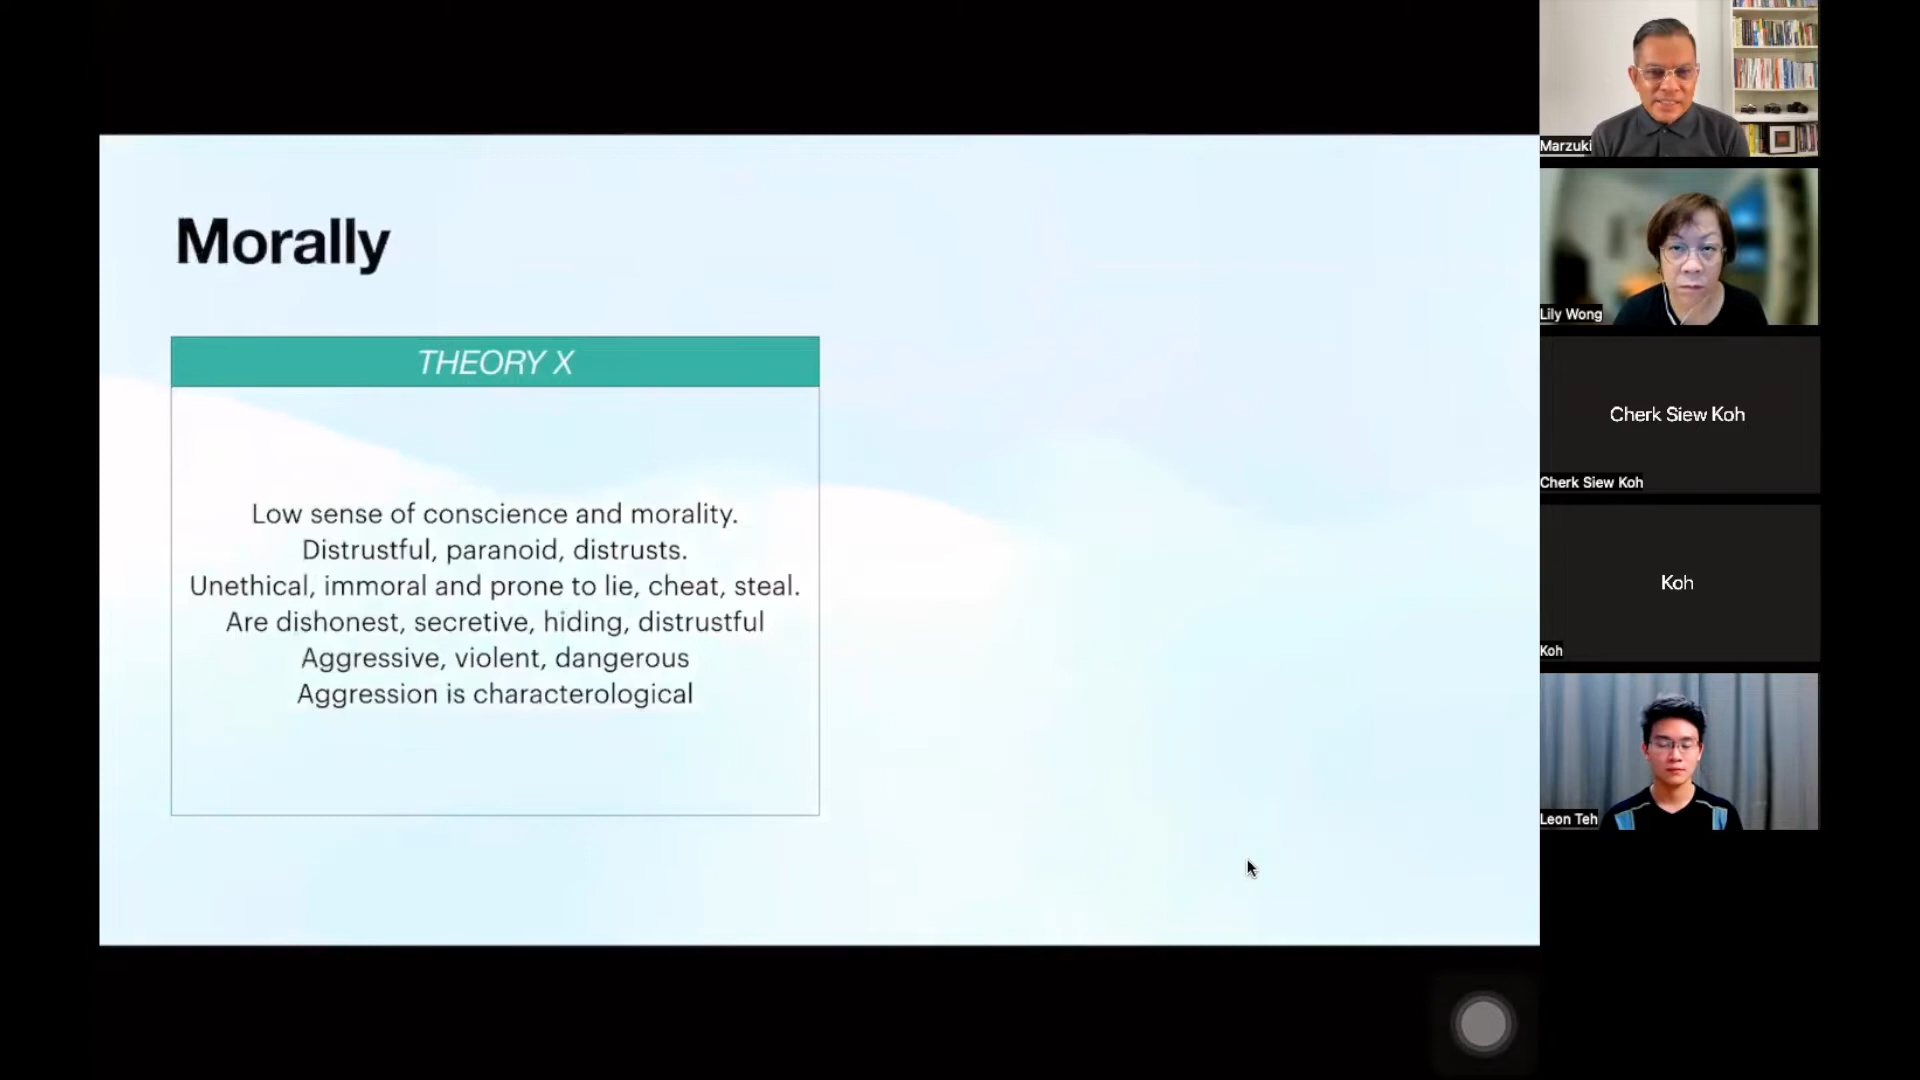 Morally
THEORY X
Low sense of conscience and morality.
Distrustful, paranoid, distrusts.
Unethical, immoral and prone to lie, cheat, steal.
Are dishonest, secretive, hiding, distrustful
Aggressive, violent, dangerous
Aggression is characterological
Marzuki
Lily Wong
Cherk Siew Koh
Cherk Siew Koh
Koh
Koh
Leon Teh